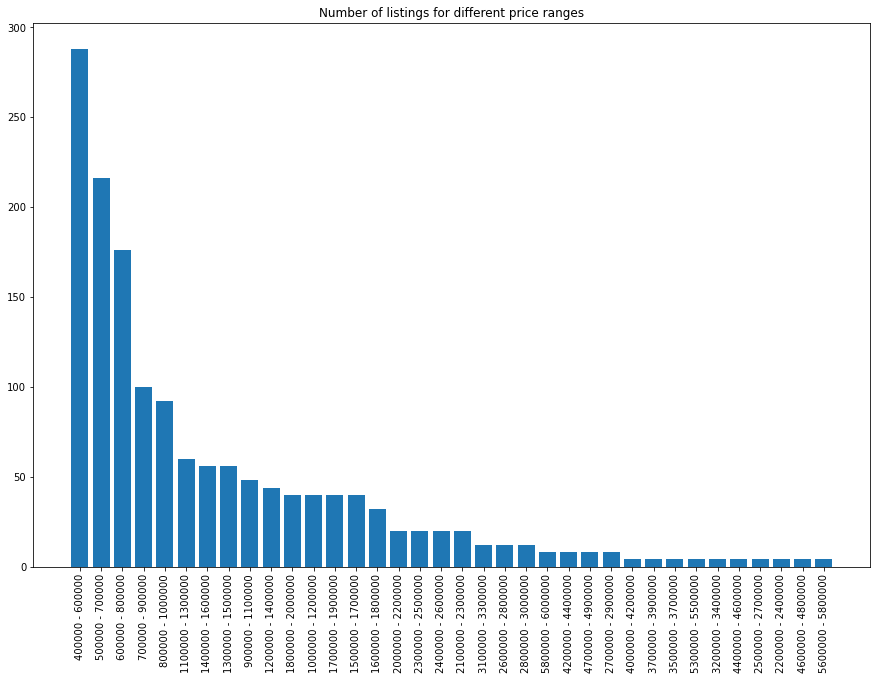 Number of listings for different price ranges
300
250
200
150
100
50
0
400000 - 600000
500000 - 700000
600000 - 800000
700000 - 900000
800000 - 1000000
1100000 - 1300000
1400000 - 1600000
1300000 - 1500000
900000 - 1100000
1200000 - 1400000
1800000 - 2000000
1000000 - 1200000
1700000 - 1900000
1500000 - 1700000
1600000 - 1800000
2000000 - 2200000
2300000 - 2500000
2400000 - 2600000
2100000 - 2300000
3100000 - 3300000
2600000 - 2800000
2800000 - 3000000
5800000 - 6000000
4200000 - 4400000
4700000 - 4900000
2700000 - 2900000
4000000 - 4200000
3700000 - 3900000
3500000 - 3700000
5300000 - 5500000
3200000 - 3400000
4400000 - 4600000
2500000 - 2700000
2200000 - 2400000
4600000 - 4800000
5600000 - 5800000